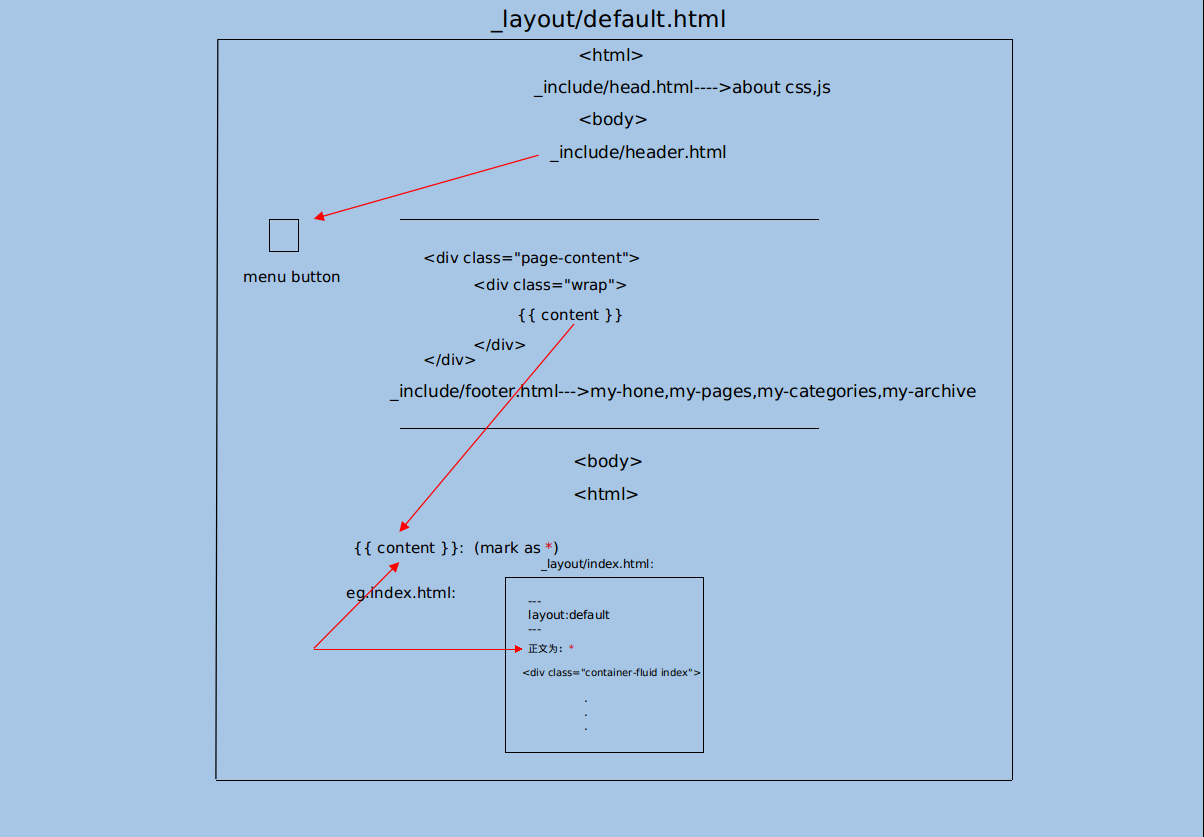 _layout/default.html
<html>
_include/head.html---->about css,js
<body>
_include/header.html
menu button
<div class="page-content">
<div class="wrap">
{{ content }}
</div>
</div>
_include/footer.html--->my-hone,my-pages,my-categories,my-archive
<body>
<html>
{{ content }}: (mark as *)
_layout/index.html:
eg.index.html:
---
layout:default
---
正文为: *
<div class="container-fluid index">
.
.
.